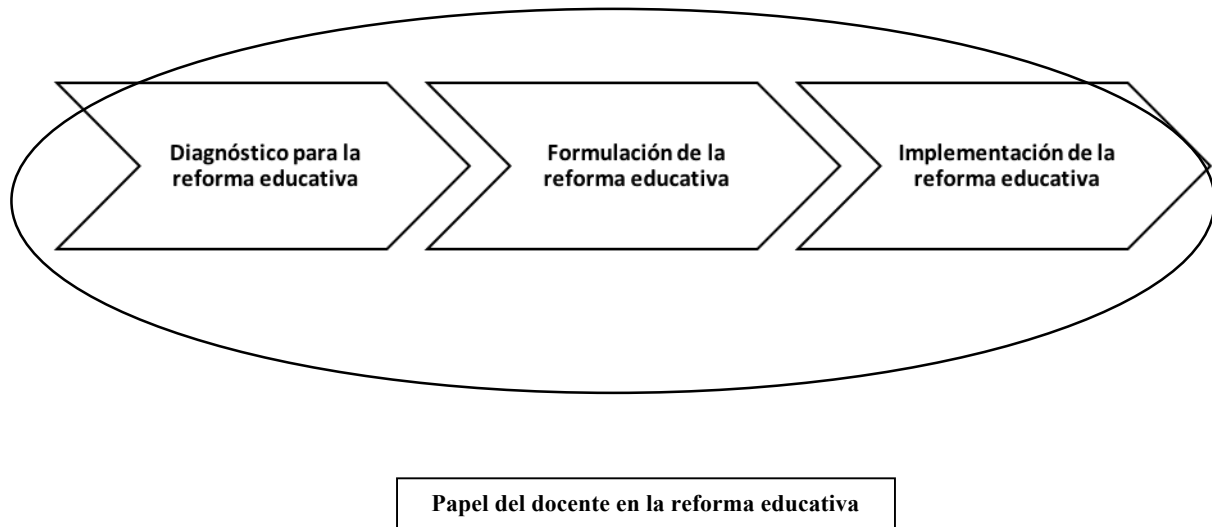 Diagnóstico para la
reforma educativa
Formulación de la
reforma educativa
Implementación de la
reforma educativa
Papel del docente en la reforma educativa